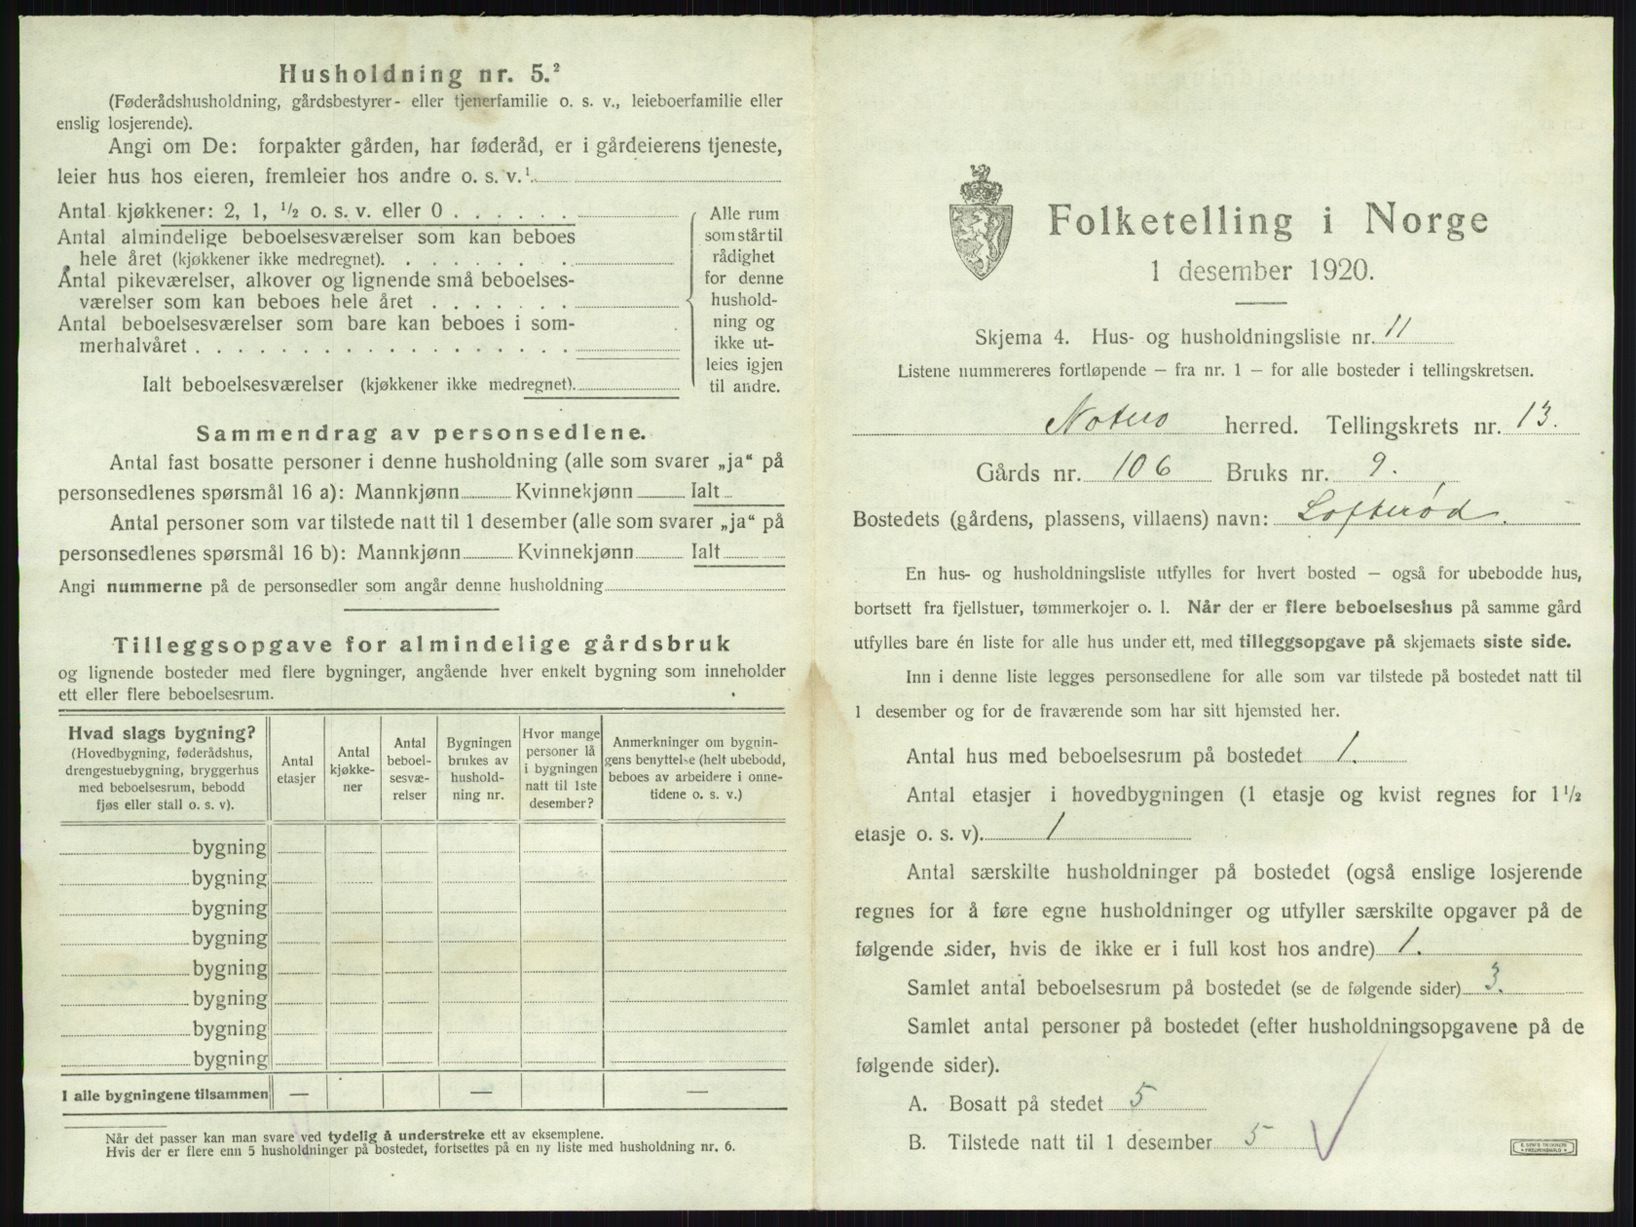 Husholdning nr. 5.²
(Føderådshusholdning, gårdsbestyrer- eller tjenerfamilie o. s. v., leieboerfamilie eller
enslig losjerende).
Angi om De: forpakter gården, har føderåd, er i gårdeierens tjeneste,
leier hus hos eieren, fremleier hos andre o. s. v.¹
Antal kjøkkener: 2, 1, ¹/₂ o. s. v. eller 0 . . . . . .
Antal almindelige beboelsesværelser som kan beboes
hele året (kjøkkener ikke medregnet). . . . . . . .
Antal pikeværelser, alkover og lignende små beboelses-
værelser som kan beboes hele året . . . . . . .
Antal beboelsesværelser som bare kan beboes i som-
merhalvåret . . . . . . . . . . . . . . . . . .
Ialt beboelsesværelser (kjøkkener ikke medregnet).
Alle rum
som står til
rådighet
for denne
hushold-
ning og
ikke ut-
leies igjen
til andre.
Sammendrag av personsedlene.
Antal fast bosatte personer i denne husholdning (alle som svarer „ja“ på
personsedlenes spørsmål 16 a): Mannkjønn Kvinnekjønn Ialt
Antal personer som var tilstede natt til 1 desember (alle som svarer „ja“ på
personsedlenes spørsmål 16 b): Mannkjønn Kvinnekjønn Ialt
Angi nummerne på de personsedler som angår denne husholdning
Tilleggsopgave for almindelige gårdsbruk
og lignende bosteder med flere bygninger, angående hver enkelt bygning som inneholder
ett eller flere beboelsesrum.
Hvad slags bygning?
(Hovedbygning, føderådshus,
drengestuebygning, bryggerhus
med beboelsesrum, bebodd
fjøs eller stall o. s. v).
Antal
etasjer
Antal
kjøkke-
ner
Antal
beboel-
sesvæ-
relser
Bygningen
brukes av
hushold-
ning nr.
Hvor mange
personer lå
i bygningen
natt til 1ste
desember?
Anmerkninger om bygnin-
gens benyttelse (helt ubebodd,
beboes av arbeidere i onne-
tidene o. s. v.)
bygning
bygning
bygning
bygning
bygning
bygning
bygning
bygning
I alle bygningene tilsammen — — —
Når det passer kan man svare ved tydelig å understreke ett av eksemplene.
Hvis der er flere enn 5 husholdninger på bostedet, fortsettes på en ny liste med husholdning nr. 6.
Folketelling i Norge
1 desember 1920.
Skjema 4. Hus- og husholdningsliste nr. 11
Listene nummereres fortløpende — fra nr. 1 — for alle bosteder i tellingskretsen.
Notero herred. Tellingskrets nr. 13.
Gårds nr. 106 Bruks nr. 9.
Bostedets (gårdens, plassens, villaens) navn: Lofterød.
En hus- og husholdningsliste utfylles for hvert bosted — også for ubebodde hus,
bortsett fra fjellstuer, tømmerkojer o. l. Når der er flere beboelseshus på samme gård
utfylles bare én liste for alle hus under ett, med tilleggsopgave på skjemaets siste side.
Inn i denne liste legges personsedlene for alle som var tilstede på bostedet natt til
1 desember og for de fraværende som har sitt hjemsted her.
Antal hus med beboelsesrum på bostedet 1.
Antal etasjer i hovedbygningen (1 etasje og kvist regnes for 1¹/₂
etasje o. s. v). 1
Antal særskilte husholdninger på bostedet (også enslige losjerende
regnes for å føre egne husholdninger og utfyller særskilte opgaver på de
følgende sider, hvis de ikke er i full kost hos andre) 1.
Samlet antal beboelsesrum på bostedet (se de følgende sider) 3.
Samlet antal personer på bostedet (efter husholdningsopgavene på de
følgende sider).
A. Bosatt på stedet 5
B. Tilstede natt til 1 desember 5